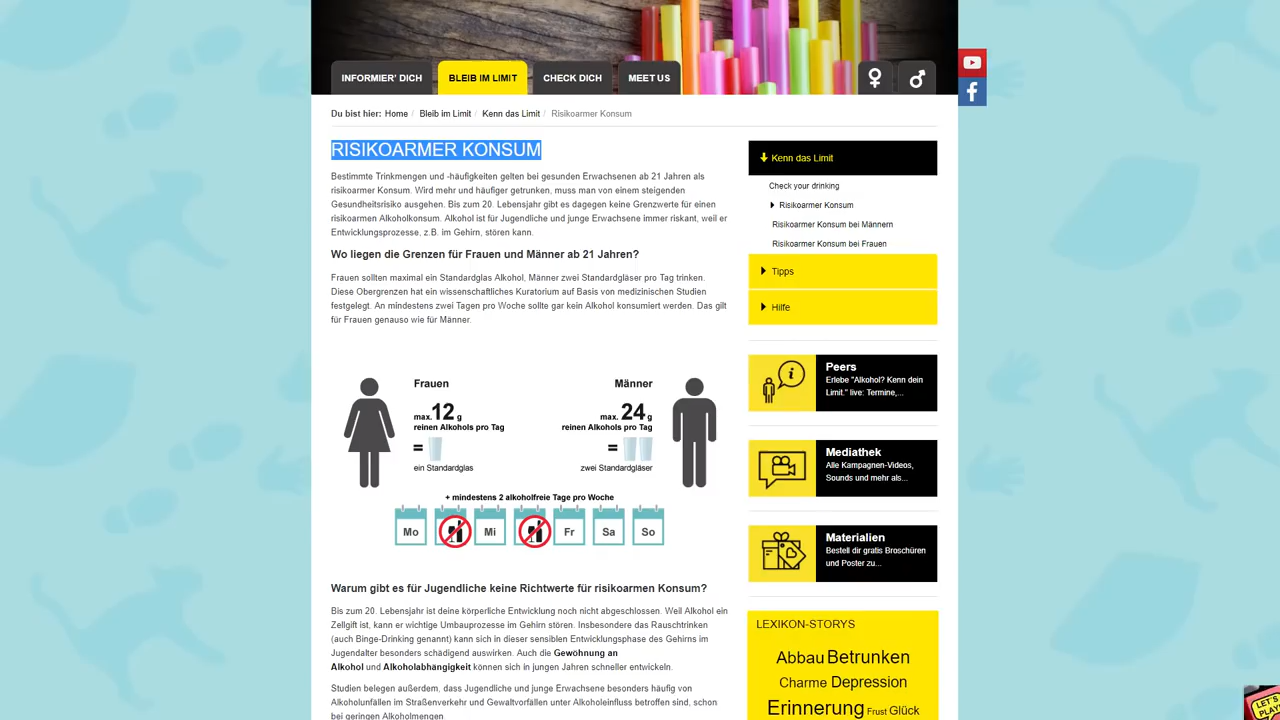 INFORMIER' DICH
BLEIB IM LIMIT
CHECK DICH
MEET US
Du bist hier: Home / Bleib im Limit / Kenn das Limit / Risikoarmer Konsum
RISIKOARMER KONSUM
Bestimmte Trinkmengen und -häufigkeiten gelten bei gesunden Erwachsenen ab 21 Jahren als
risikoarmer Konsum. Wird mehr und häufiger getrunken, muss man von einem steigenden
Gesundheitsrisiko ausgehen. Bis zum 20. Lebensjahr gibt es dagegen keine Grenzwerte für einen
risikoarmen Alkoholkonsum. Alkohol ist für Jugendliche und junge Erwachsene immer riskant, weil er
Entwicklungsprozesse, z.B. im Gehirn, stören kann.
Wo liegen die Grenzen für Frauen und Männer ab 21 Jahren?
Frauen sollten maximal ein Standardglas Alkohol, Männer zwei Standardgläser pro Tag trinken.
Diese Obergrenzen hat ein wissenschaftliches Kuratorium auf Basis von medizinischen Studien
festgelegt. An mindestens zwei Tagen pro Woche sollte gar kein Alkohol konsumiert werden. Das gilt
für Frauen genauso wie für Männer.
Frauen
max. 12 g
reinen Alkohols pro Tag
=
ein Standardglas
Männer
max. 24 g
reinen Alkohols pro Tag
=
zwei Standardgläser
+ mindestens 2 alkoholfreie Tage pro Woche
Mo
Mi
Fr
Sa
So
Warum gibt es für Jugendliche keine Richtwerte für risikoarmen Konsum?
Bis zum 20. Lebensjahr ist deine körperliche Entwicklung noch nicht abgeschlossen. Weil Alkohol ein
Zellgift ist, kann er wichtige Umbauprozesse im Gehirn stören. Insbesondere das Rauschtrinken
(auch Binge-Drinking genannt) kann sich in dieser sensiblen Entwicklungsphase des Gehirns im
Jugendalter besonders schädigend auswirken. Auch die Gewöhnung an
Alkohol und Alkoholabhängigkeit können sich in jungen Jahren schneller entwickeln.
Studien belegen außerdem, dass Jugendliche und junge Erwachsene besonders häufig von
Alkoholunfällen im Straßenverkehr und Gewaltvorfällen unter Alkoholeinfluss betroffen sind, schon
bei geringen Alkoholmengen
Kenn das Limit
Check your drinking
Risikoarmer Konsum
Risikoarmer Konsum bei Männern
Risikoarmer Konsum bei Frauen
Tipps
Hilfe
Peers
Erlebe "Alkohol? Kenn dein
Limit." live: Termine,...
Mediathek
Alle Kampagnen-Videos,
Sounds und mehr als...
Materialien
Bestell dir gratis Broschüren
und Poster zu...
LEXIKON-STORYS
Abbau Betrunken
Charme Depression
Erinnerung Frust Glück
LET'S
PLAY